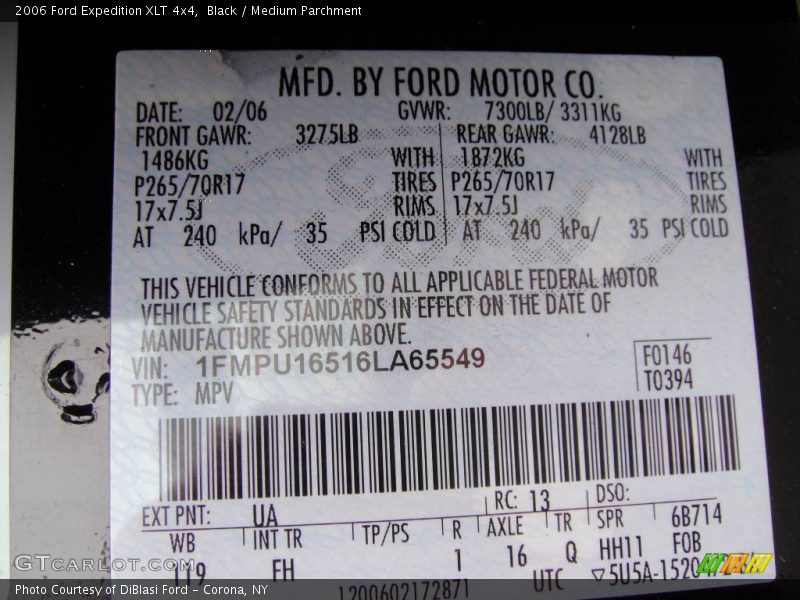 2006 Ford Expedition XLT 4x4, Black / Medium Parchment
MFD. BY FORD MOTOR CO.
DATE: 02/06 GVWR: 7300LB/ 3311KG
FRONT GAWR: 3275LB REAR GAWR: 4128LB
1486KG WITH 1872KG WITH
P265/70R17 TIRES P265/70R17 TIRES
17x7.5J RIMS 17x7.5J RIMS
AT 240 kPa/ 35 PSI COLD AT 240 kPa/ 35 PSI COLD
THIS VEHICLE CONFORMS TO ALL APPLICABLE FEDERAL MOTOR
VEHICLE SAFETY STANDARDS IN EFFECT ON THE DATE OF
MANUFACTURE SHOWN ABOVE.
VIN: 1FMPU16516LA65549 F0146
TYPE: MPV T0394
EXT PNT: UA RC: 13 DSO:
WB INT TR TP/PS R AXLE TR SPR 6B714
119 FH 1 16 Q HH11 F0B
1200602172871 UTC
GTcarlot.com
Photo Courtesy of DiBlasi Ford – Corona, NY